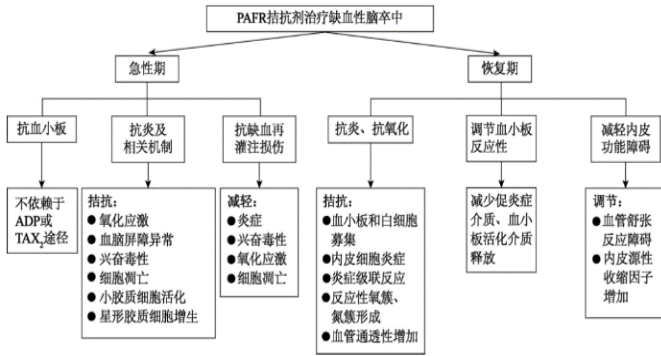 PAFR拮抗剂治疗缺血性脑卒中
急性期
恢复期
抗血小板
抗炎及
相关机制
抗缺血再
灌注损伤
抗炎、抗氧化
调节血小板
反应性
减轻内皮
功能障碍
不依赖于
ADP或
TAX₂途径
拮抗：
●氧化应激
●血脑屏障异常
●兴奋毒性
●细胞凋亡
●小胶质细胞活化
●星形胶质细胞增生
减轻：
●炎症
●兴奋毒性
●氧化应激
●细胞凋亡
拮抗：
●血小板和白细胞
募集
●内皮细胞炎症
●炎症级联反应
●反应性氧簇、
氮簇形成
●血管通透性增加
减少促炎症
介质、血小
板活化介质
释放
调节：
●血管舒张
反应障碍
●内皮源性
收缩因子
增加